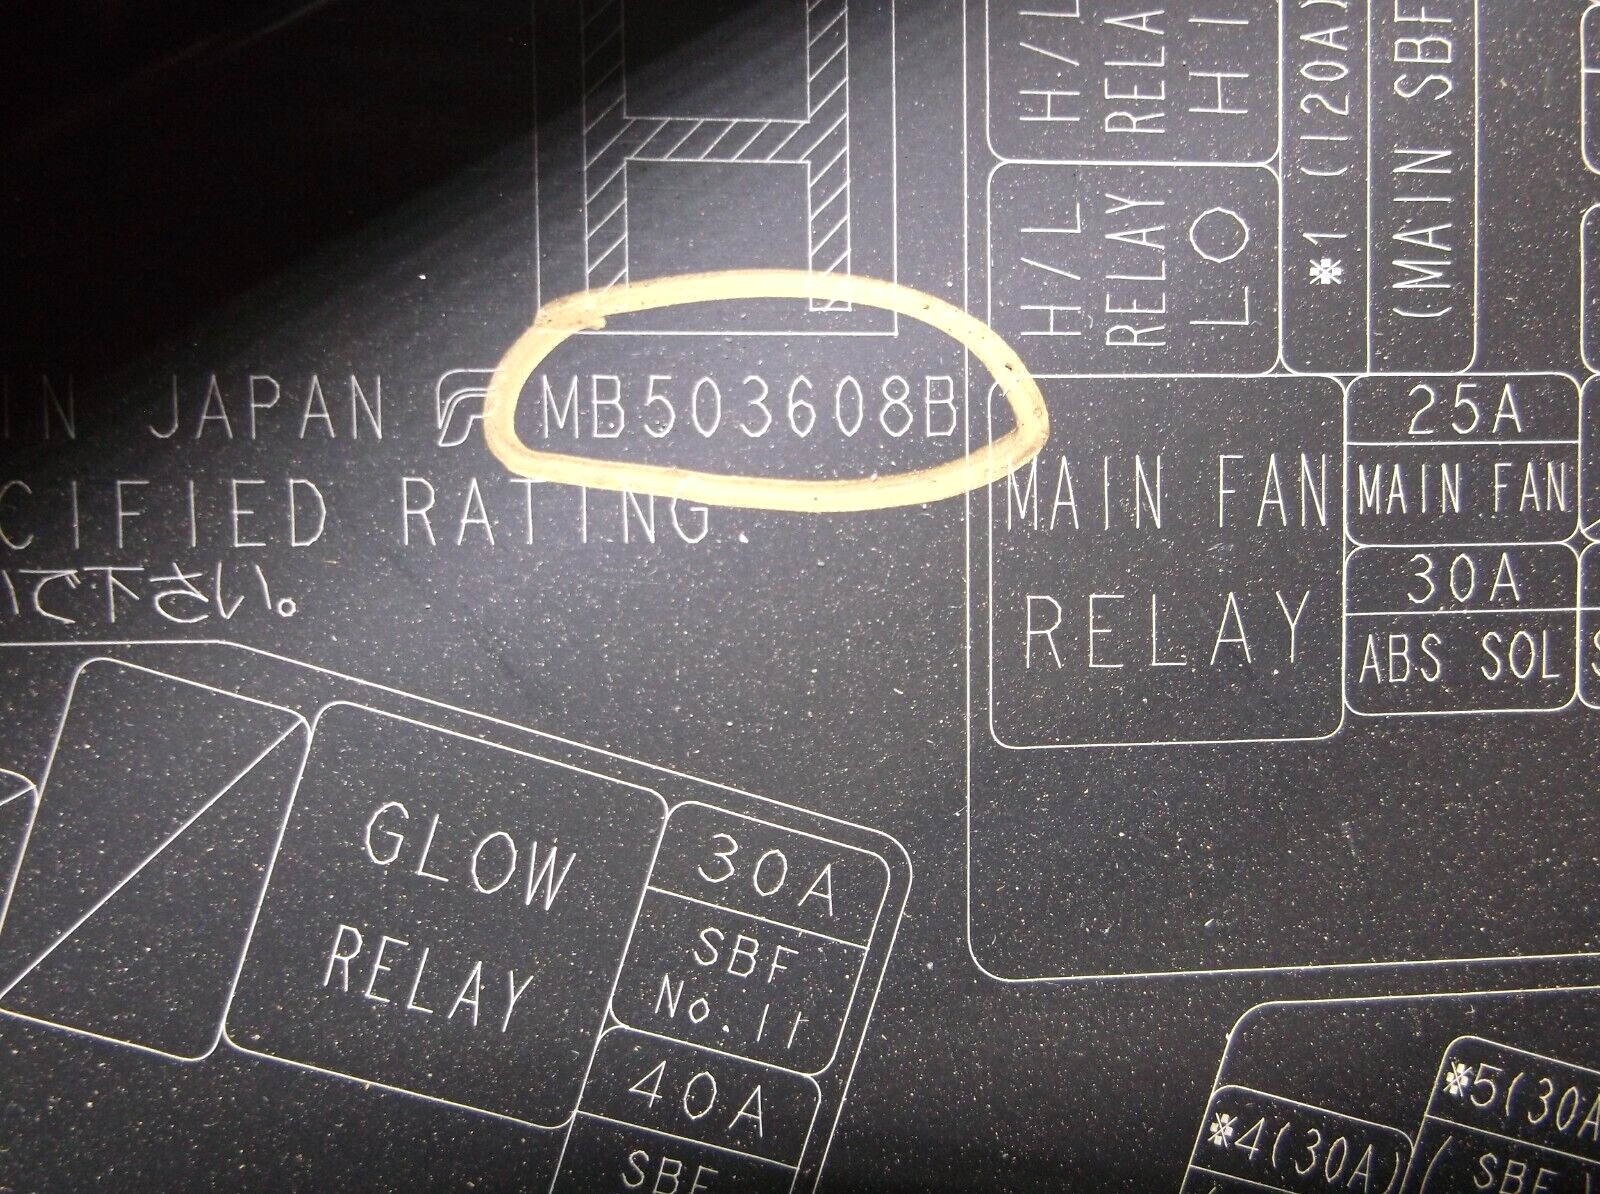 H/L
RELA
HI
H/L
RELAY
LO
※1 (120A)
(MAIN SBF
IN JAPAN MB503608B
CIFIED RATING.
いで下さい。
MAIN FAN
RELAY
25A
MAIN FAN
30A
ABS SOL
GLOW
RELAY
30A
SBF
No. 11
40A
SBF
※5(30A
※4(30A)
( SBF